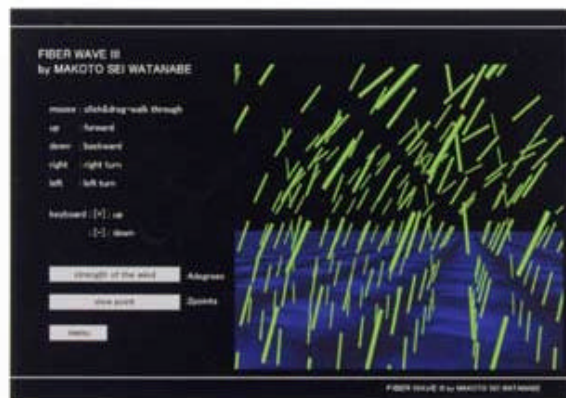 FIBER WAVE III
by MAKOTO SEI WATANABE
mouse : click&drag-walk through
up : forward
down : backward
right : right turn
left : left turn
keyboard : [+] : up
: [-] : down
strength of the wind 4degrees
view point 2points
menu
FIBER WAVE III by MAKOTO SEI WATANABE